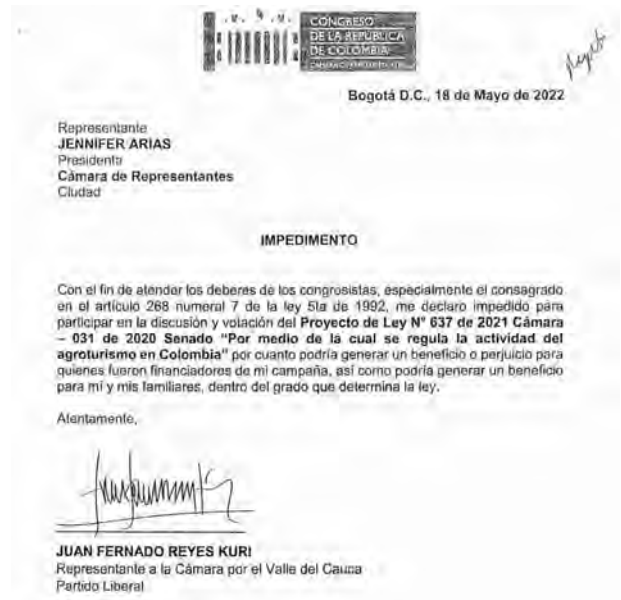 CONGRESO
DE LA REPÚBLICA
DE COLOMBIA
Bogotá D.C., 18 de Mayo de 2022
Representante
JENNIFER ARIAS
Presidenta
Cámara de Representantes
Ciudad
IMPEDIMENTO
Con el fin de atender los deberes de los congresistas, especialmente el consagrado
en el artículo 268 numeral 7 de la ley 5ta de 1992, me declaro impedido para
participar en la discusión y votación del Proyecto de Ley N° 637 de 2021 Cámara
– 031 de 2020 Senado “Por medio de la cual se regula la actividad del
agroturismo en Colombia” por cuanto podría generar un beneficio o perjuicio para
quienes fueron financiadores de mi campaña, así como podría generar un beneficio
para mí y mis familiares, dentro del grado que determina la ley.
Atentamente,
JUAN FERNADO REYES KURI
Representante a la Cámara por el Valle del Cauca
Partido Liberal